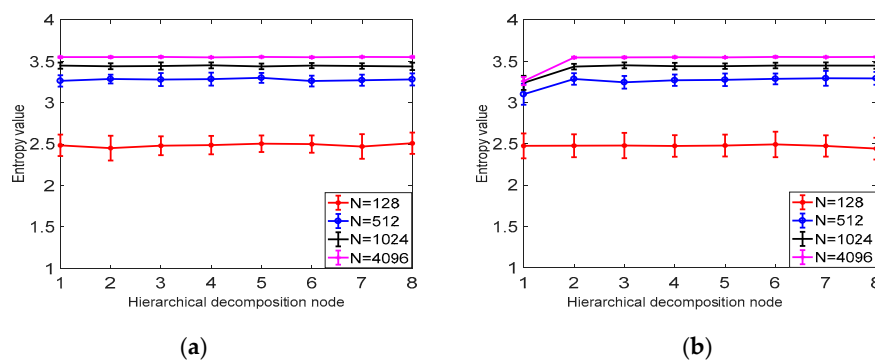 4
3.5
3
2.5
2
1.5
1
Entropy value
N=128
N=512
N=1024
N=4096
1 2 3 4 5 6 7 8
Hierarchical decomposition node
(a)
4
3.5
3
2.5
2
1.5
1
Entropy value
N=128
N=512
N=1024
N=4096
1 2 3 4 5 6 7 8
Hierarchical decomposition node
(b)